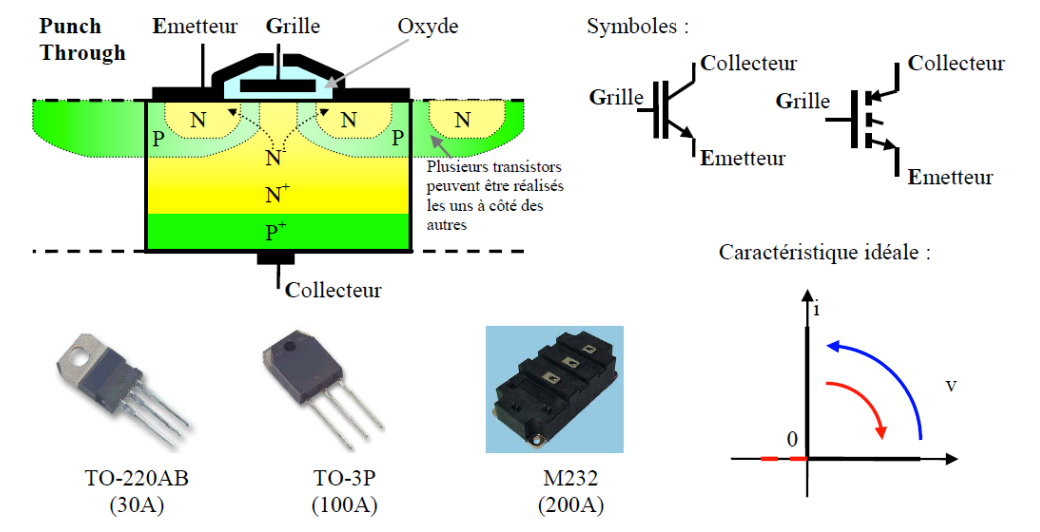 Punch
Through
Emetteur
Grille
Oxyde
N
N
N
P
P
N-
N+
P+
Plusieurs transistors
peuvent être réalisés
les uns à côté des
autres
Collecteur
Symboles :
Collecteur
Grille
Emetteur
Collecteur
Grille
Emetteur
Caractéristique idéale :
i
v
0
TO-220AB
(30A)
TO-3P
(100A)
M232
(200A)